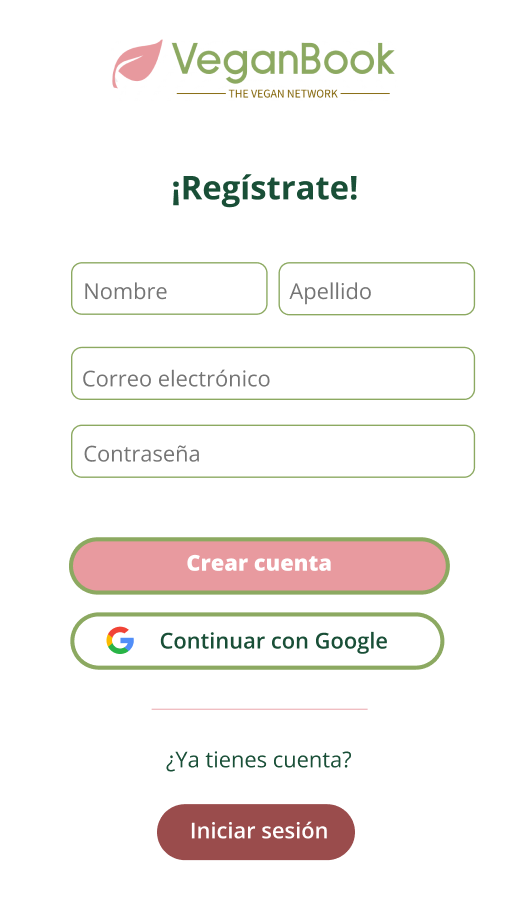 VeganBook
THE VEGAN NETWORK
¡Regístrate!
Nombre Apellido
Correo electrónico
Contraseña
Crear cuenta
Continuar con Google
¿Ya tienes cuenta?
Iniciar sesión